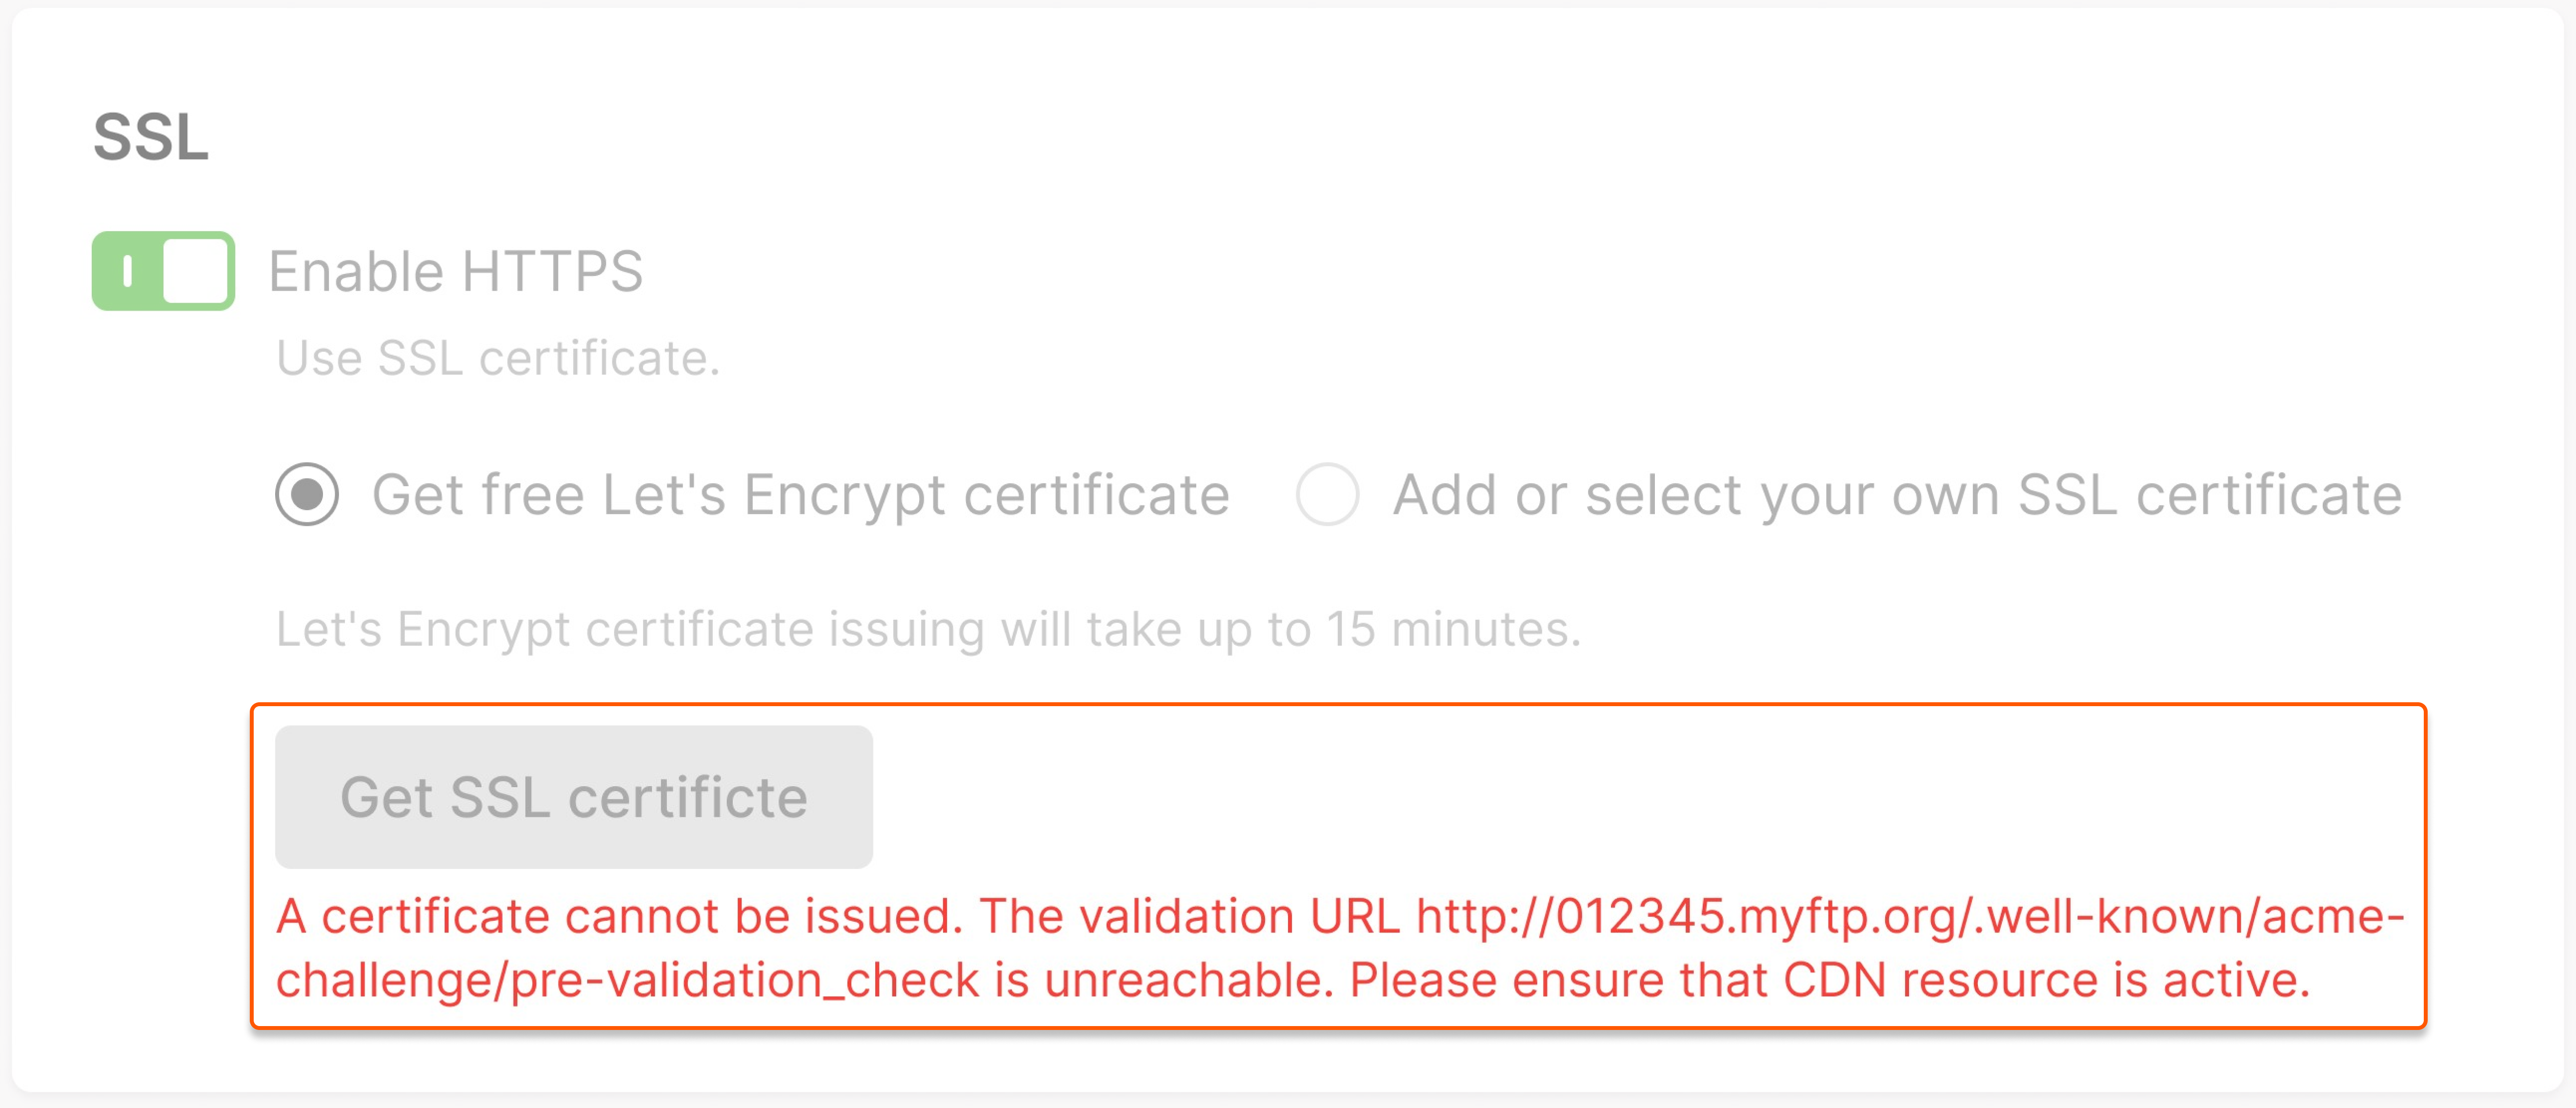 SSL
Enable HTTPS
Use SSL certificate.
Get free Let's Encrypt certificate Add or select your own SSL certificate
Let's Encrypt certificate issuing will take up to 15 minutes.
Get SSL certificte
A certificate cannot be issued. The validation URL http://012345.myftp.org/.well-known/acme-
challenge/pre-validation_check is unreachable. Please ensure that CDN resource is active.